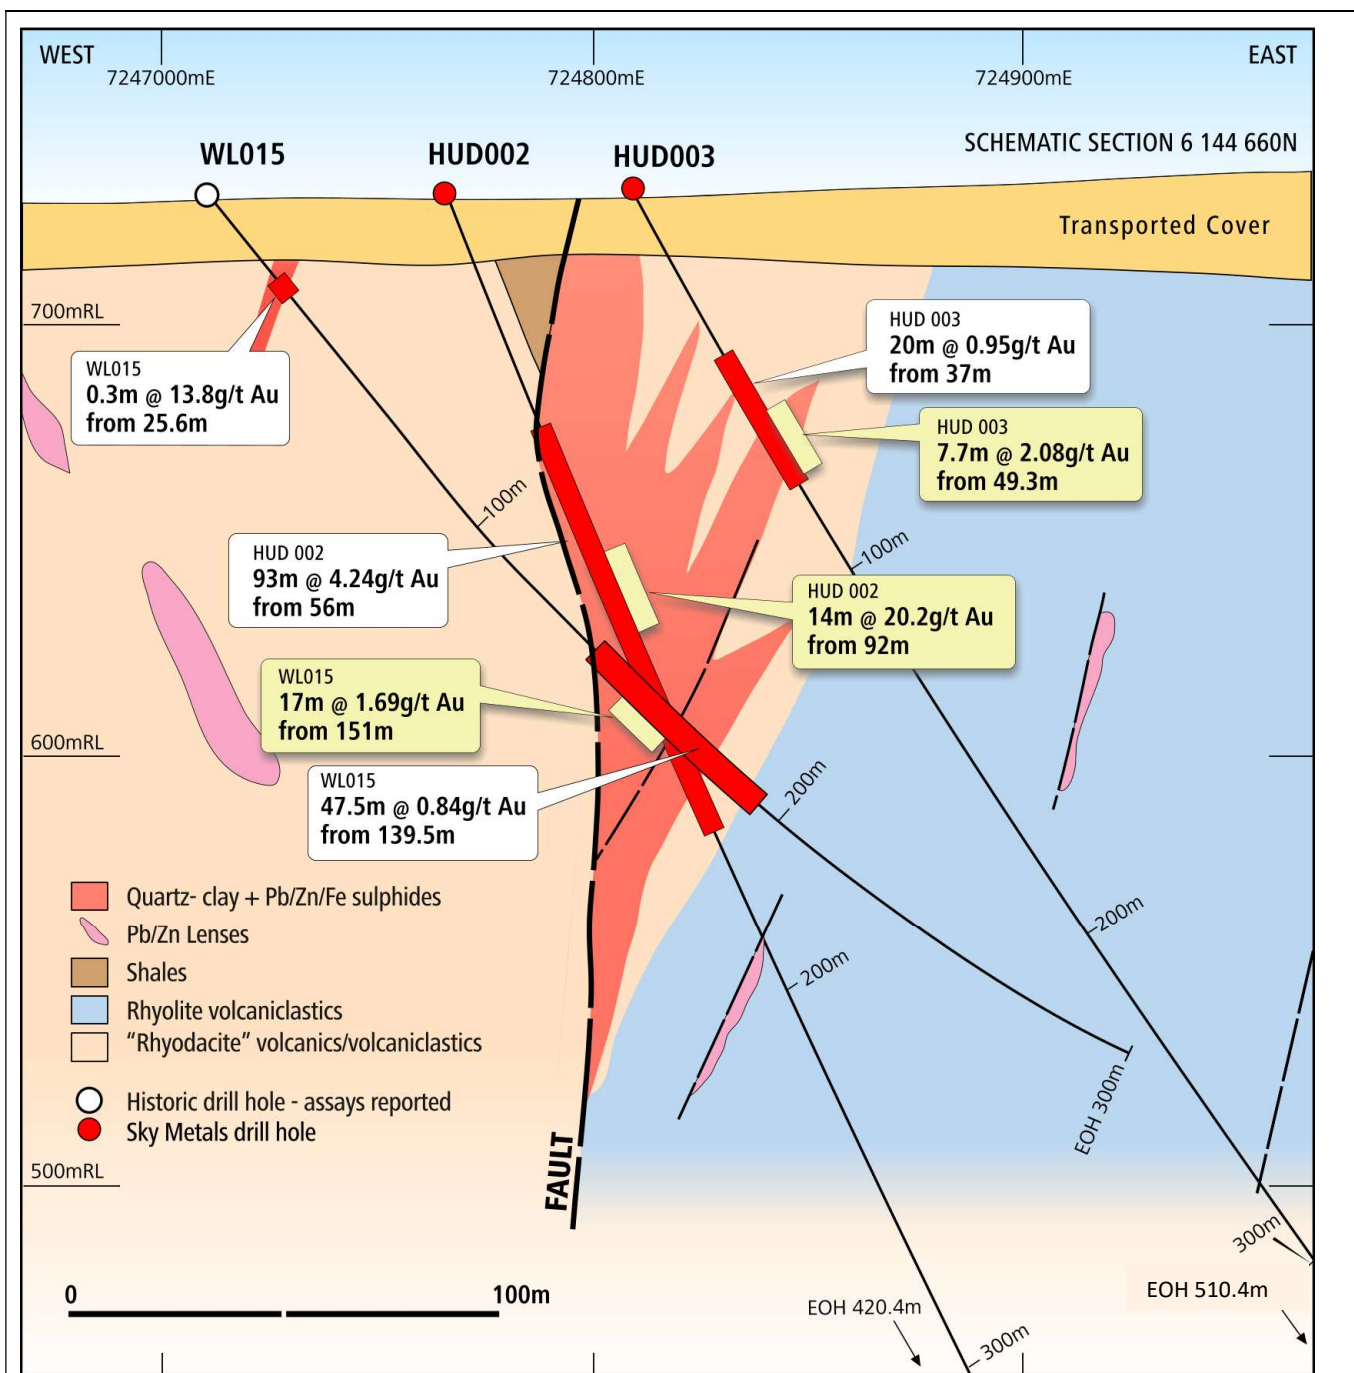 WEST
EAST
7247000mE
724800mE
724900mE
SCHEMATIC SECTION 6 144 660N
WL015
HUD002
HUD003
Transported Cover
700mRL
WL015
0.3m @ 13.8g/t Au
from 25.6m
HUD 003
20m @ 0.95g/t Au
from 37m
HUD 003
7.7m @ 2.08g/t Au
from 49.3m
100m
100m
HUD 002
93m @ 4.24g/t Au
from 56m
HUD 002
14m @ 20.2g/t Au
from 92m
WL015
17m @ 1.69g/t Au
from 151m
600mRL
WL015
47.5m @ 0.84g/t Au
from 139.5m
200m
200m
200m
Quartz- clay + Pb/Zn/Fe sulphides
Pb/Zn Lenses
Shales
Rhyolite volcaniclastics
“Rhyodacite” volcanics/volcaniclastics
Historic drill hole - assays reported
Sky Metals drill hole
EOH 300m
FAULT
500mRL
300m
0
100m
EOH 420.4m
EOH 510.4m
300m